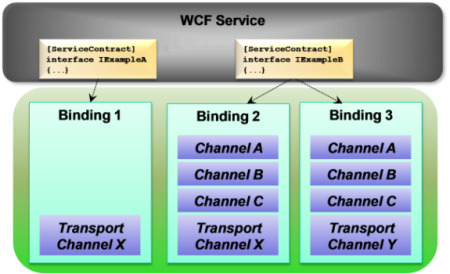 WCF Service
[ServiceContract]
interface IExampleA
{...}
[ServiceContract]
interface IExampleB
{...}
Binding 1
Transport
Channel X
Binding 2
Channel A
Channel B
Channel C
Transport
Channel X
Binding 3
Channel A
Channel B
Channel C
Transport
Channel Y